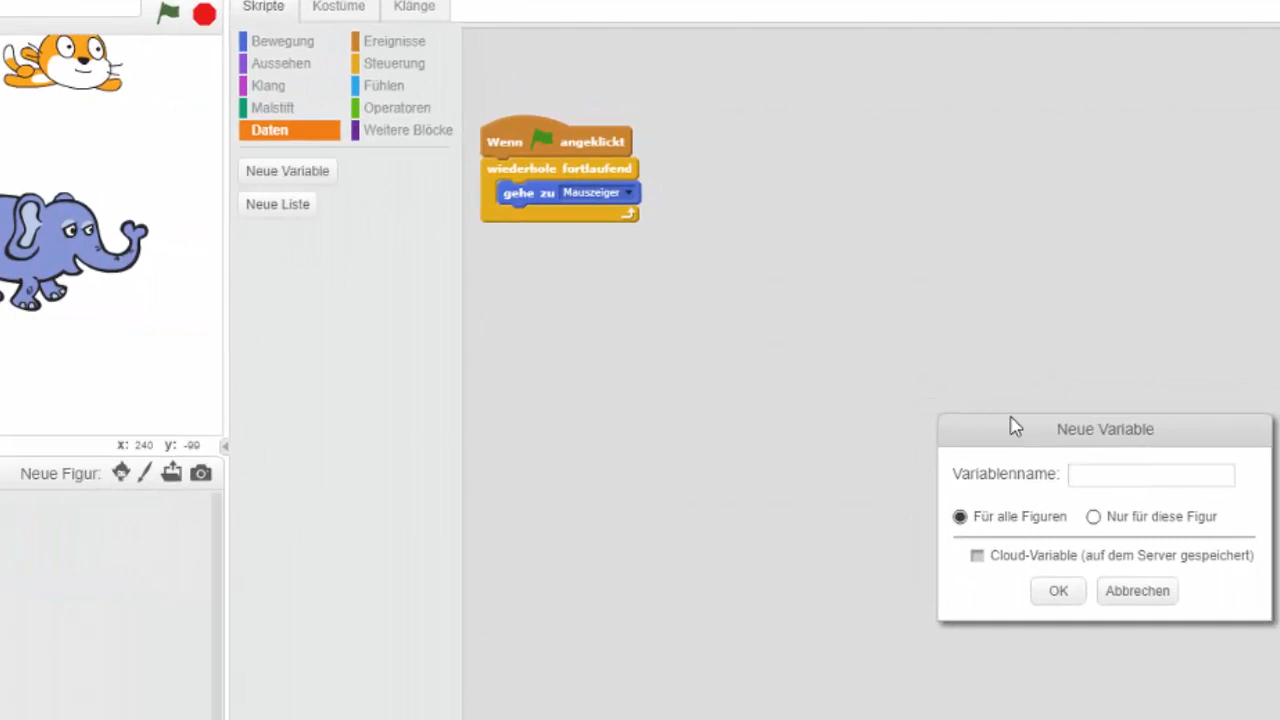 Skripte Kostüme Klänge
Bewegung Ereignisse
Aussehen Steuerung
Klang Fühlen
Malstift Operatoren
Daten Weitere Blöcke
Neue Variable
Neue Liste
Wenn angeklickt
wiederhole fortlaufend
gehe zu Mauszeiger
x: 240 y: -99
Neue Figur:
Neue Variable
Variablenname:
Für alle Figuren Nur für diese Figur
Cloud-Variable (auf dem Server gespeichert)
OK Abbrechen